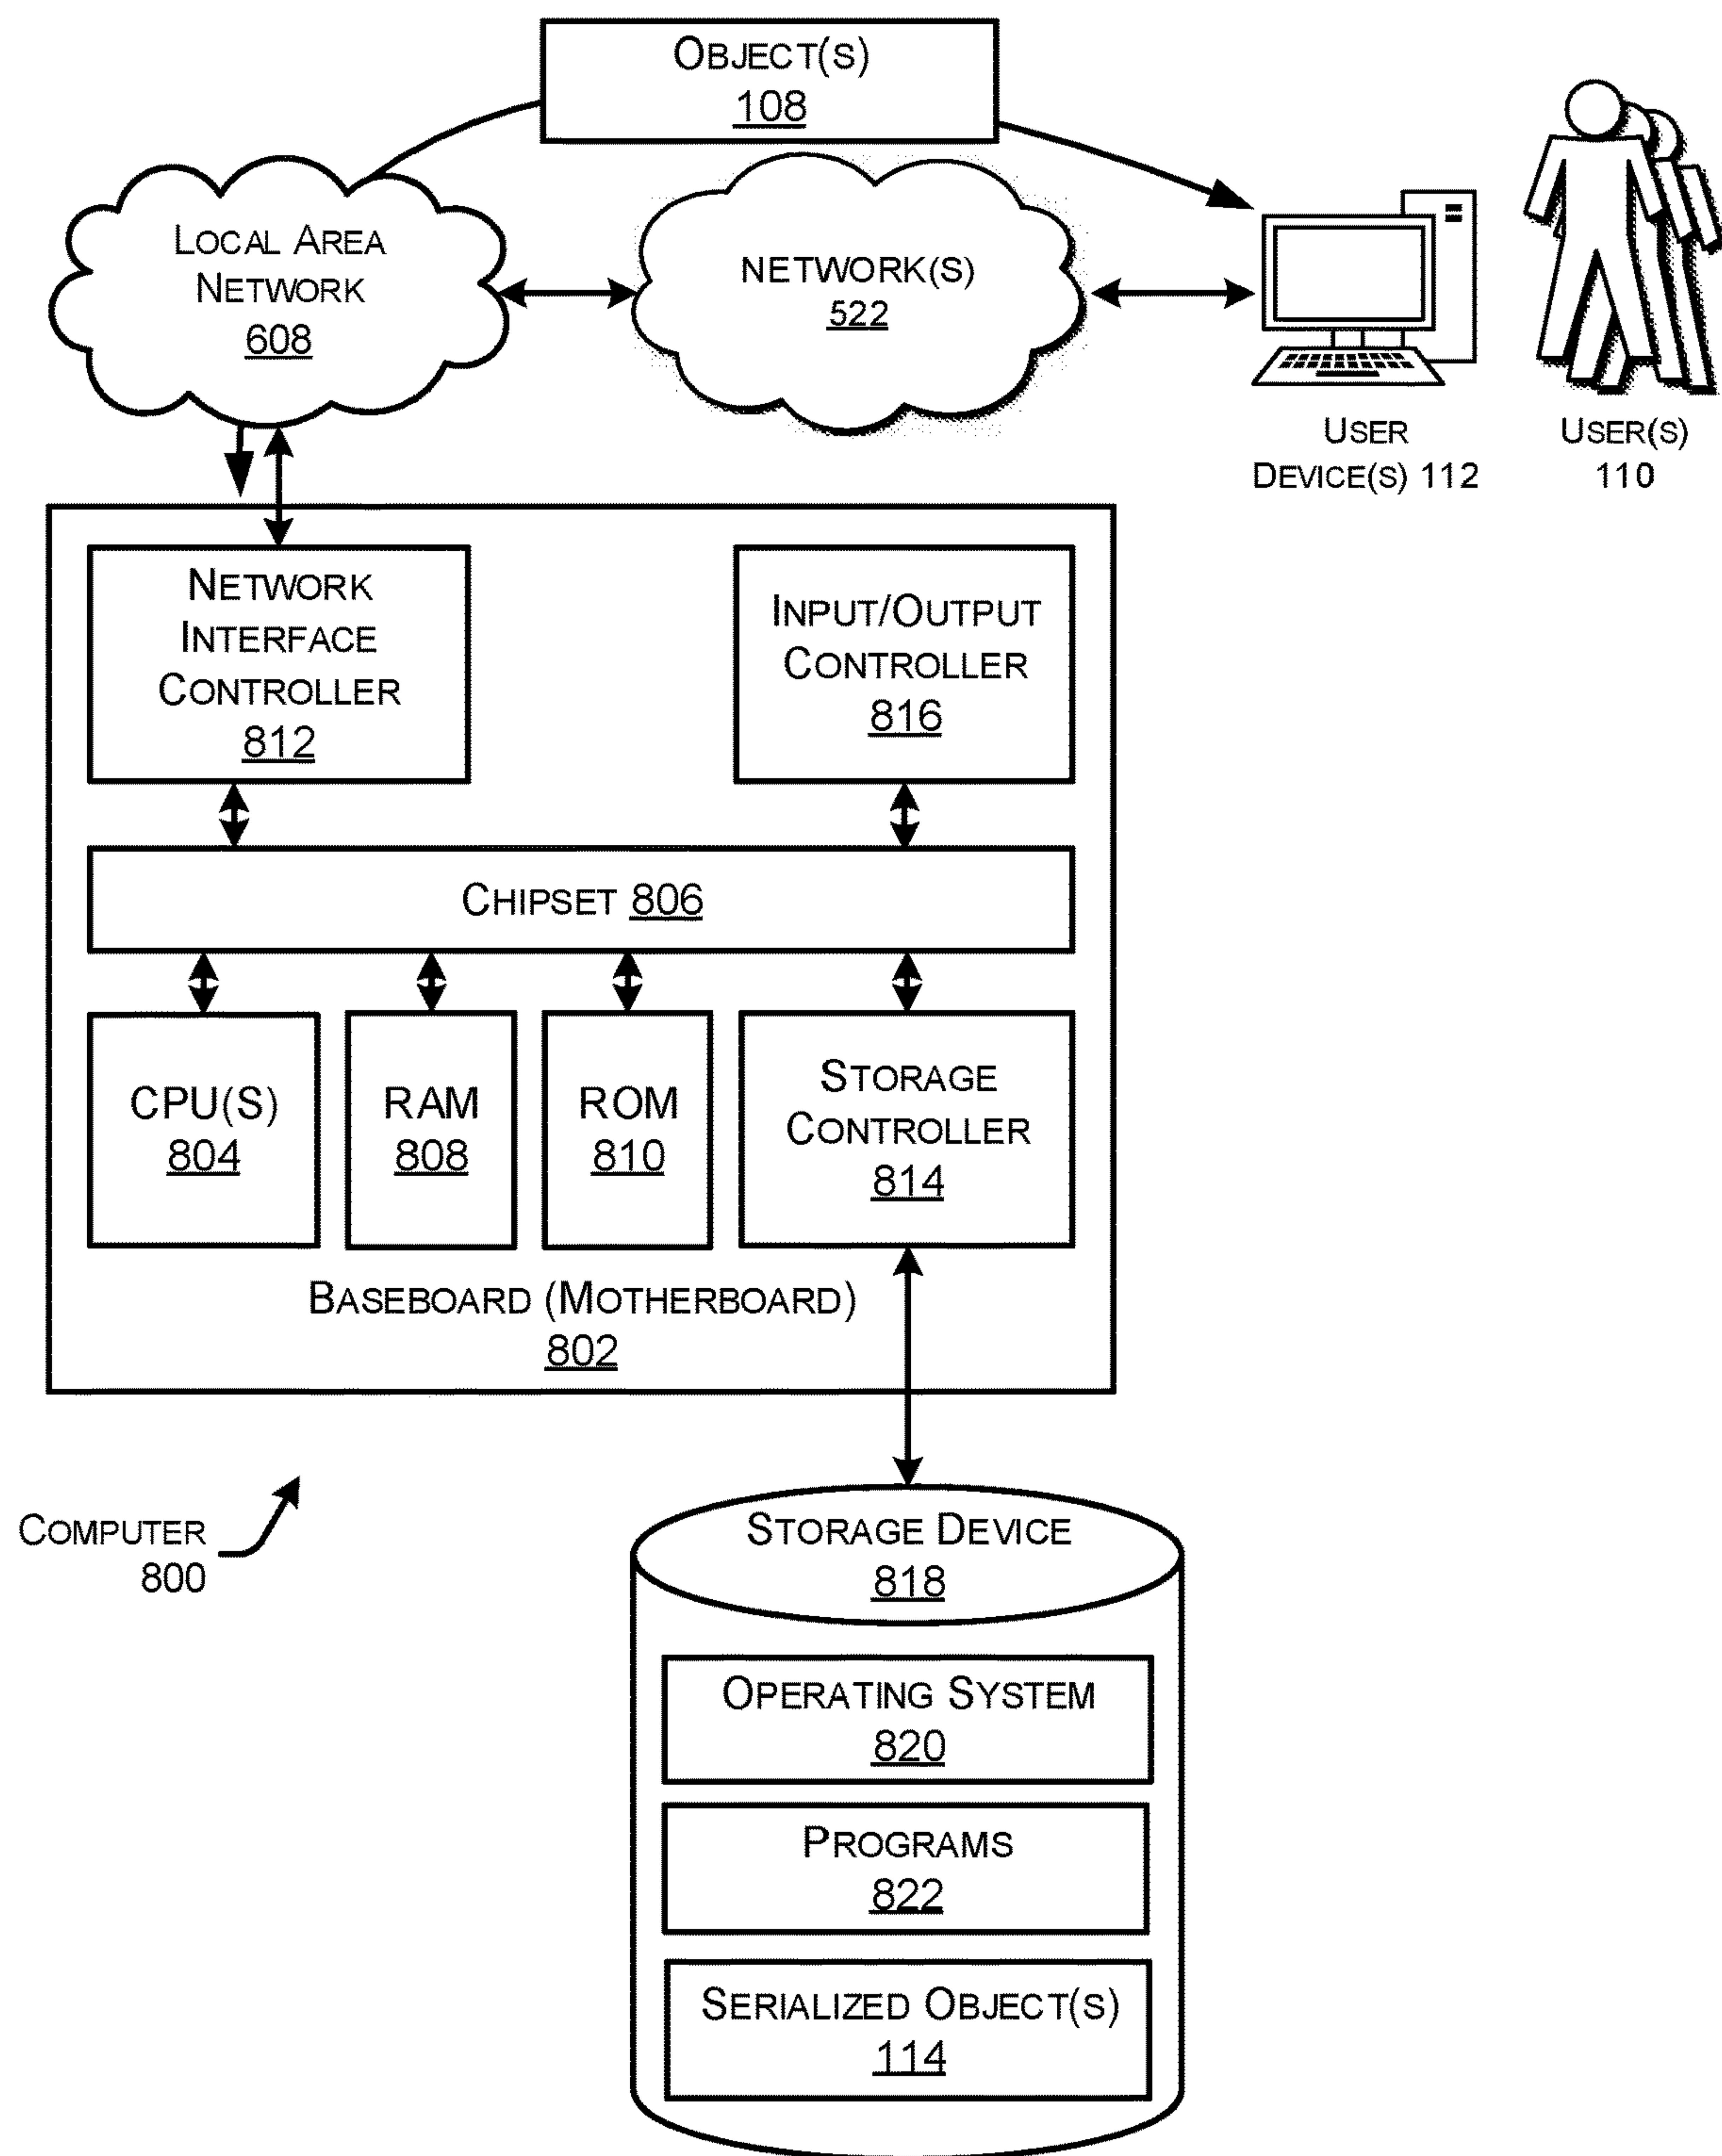 OBJECT(S)
108
LOCAL AREA
NETWORK
608
NETWORK(S)
522
USER
DEVICE(S) 112
USER(S)
110
NETWORK
INTERFACE
CONTROLLER
812
INPUT/OUTPUT
CONTROLLER
816
CHIPSET 806
CPU(S)
804
RAM
808
ROM
810
STORAGE
CONTROLLER
814
BASEBOARD (MOTHERBOARD)
802
COMPUTER
800
STORAGE DEVICE
818
OPERATING SYSTEM
820
PROGRAMS
822
SERIALIZED OBJECT(S)
114